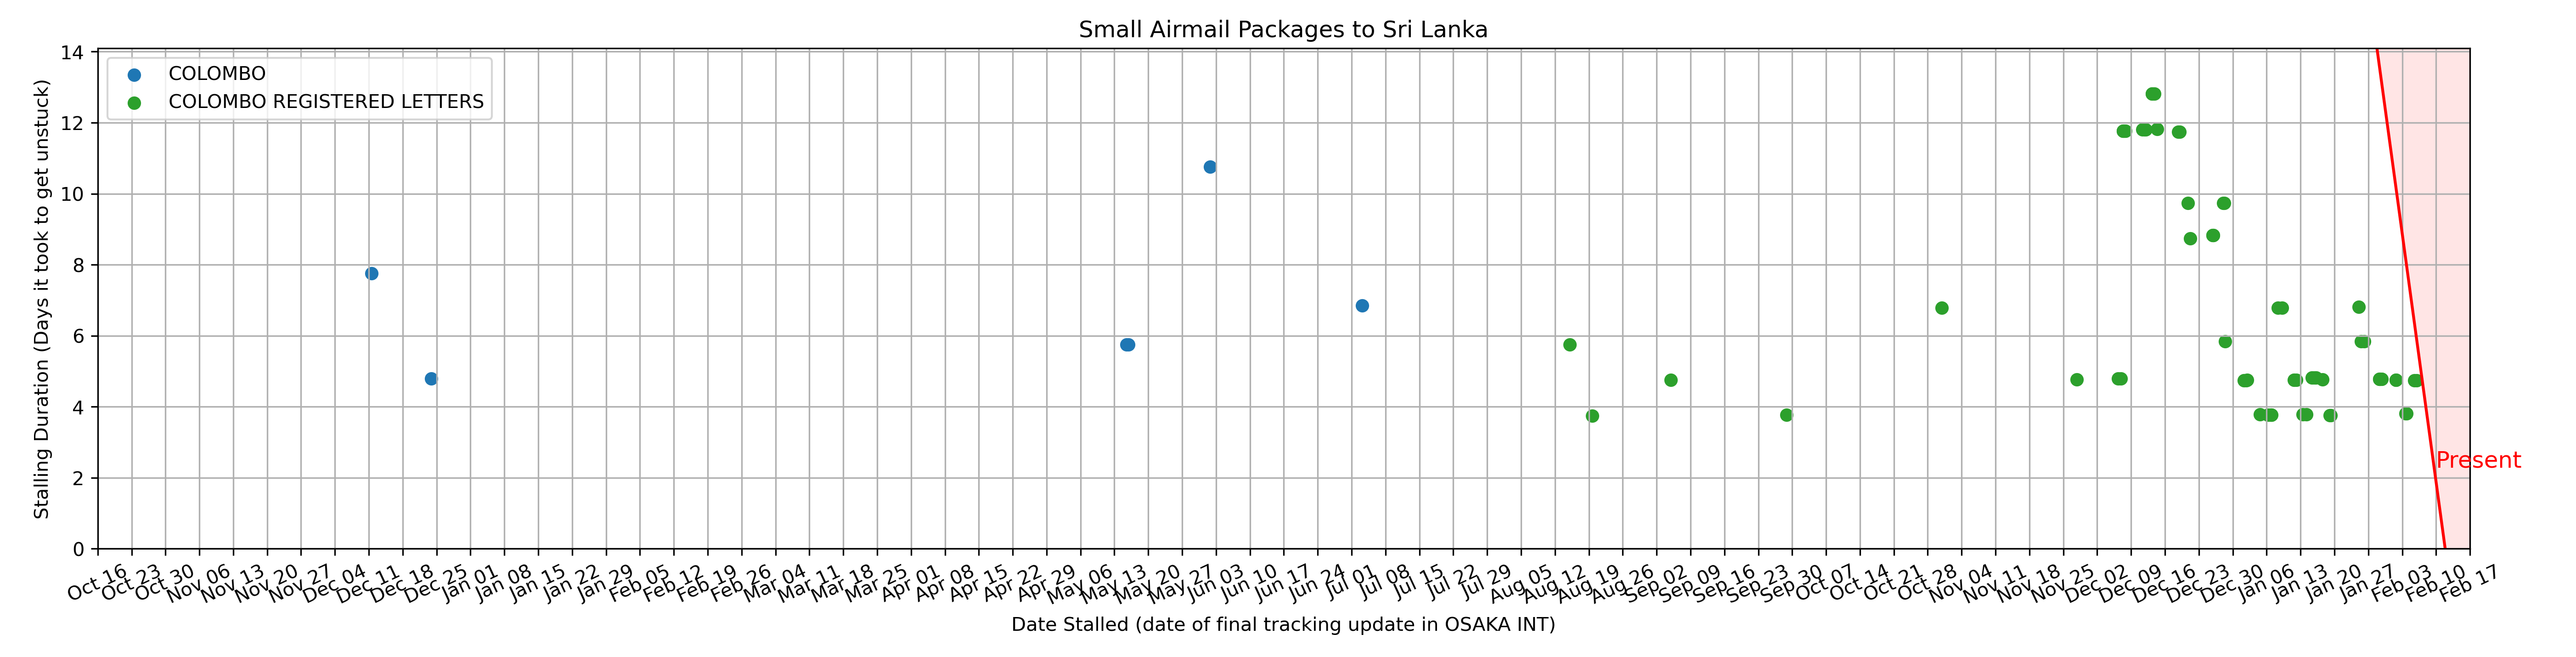 Small Airmail Packages to Sri Lanka
COLOMBO
COLOMBO REGISTERED LETTERS
Stalling Duration (Days it took to get unstuck)
14
12
10
8
6
4
2
0
Present
Oct 16 Oct 23 Oct 30 Nov 06 Nov 13 Nov 20 Nov 27 Dec 04 Dec 11 Dec 18 Dec 25 Jan 01 Jan 08 Jan 15 Jan 22 Jan 29 Feb 05 Feb 12 Feb 19 Feb 26 Mar 04 Mar 11 Mar 18 Mar 25 Apr 01 Apr 08 Apr 15 Apr 22 Apr 29 May 06 May 13 May 20 May 27 Jun 03 Jun 10 Jun 17 Jun 24 Jul 01 Jul 08 Jul 15 Jul 22 Jul 29 Aug 05 Aug 12 Aug 19 Aug 26 Sep 02 Sep 09 Sep 16 Sep 23 Sep 30 Oct 07 Oct 14 Oct 21 Oct 28 Nov 04 Nov 11 Nov 18 Nov 25 Dec 02 Dec 09 Dec 16 Dec 23 Dec 30 Jan 06 Jan 13 Jan 20 Jan 27 Feb 03 Feb 10 Feb 17
Date Stalled (date of final tracking update in OSAKA INT)